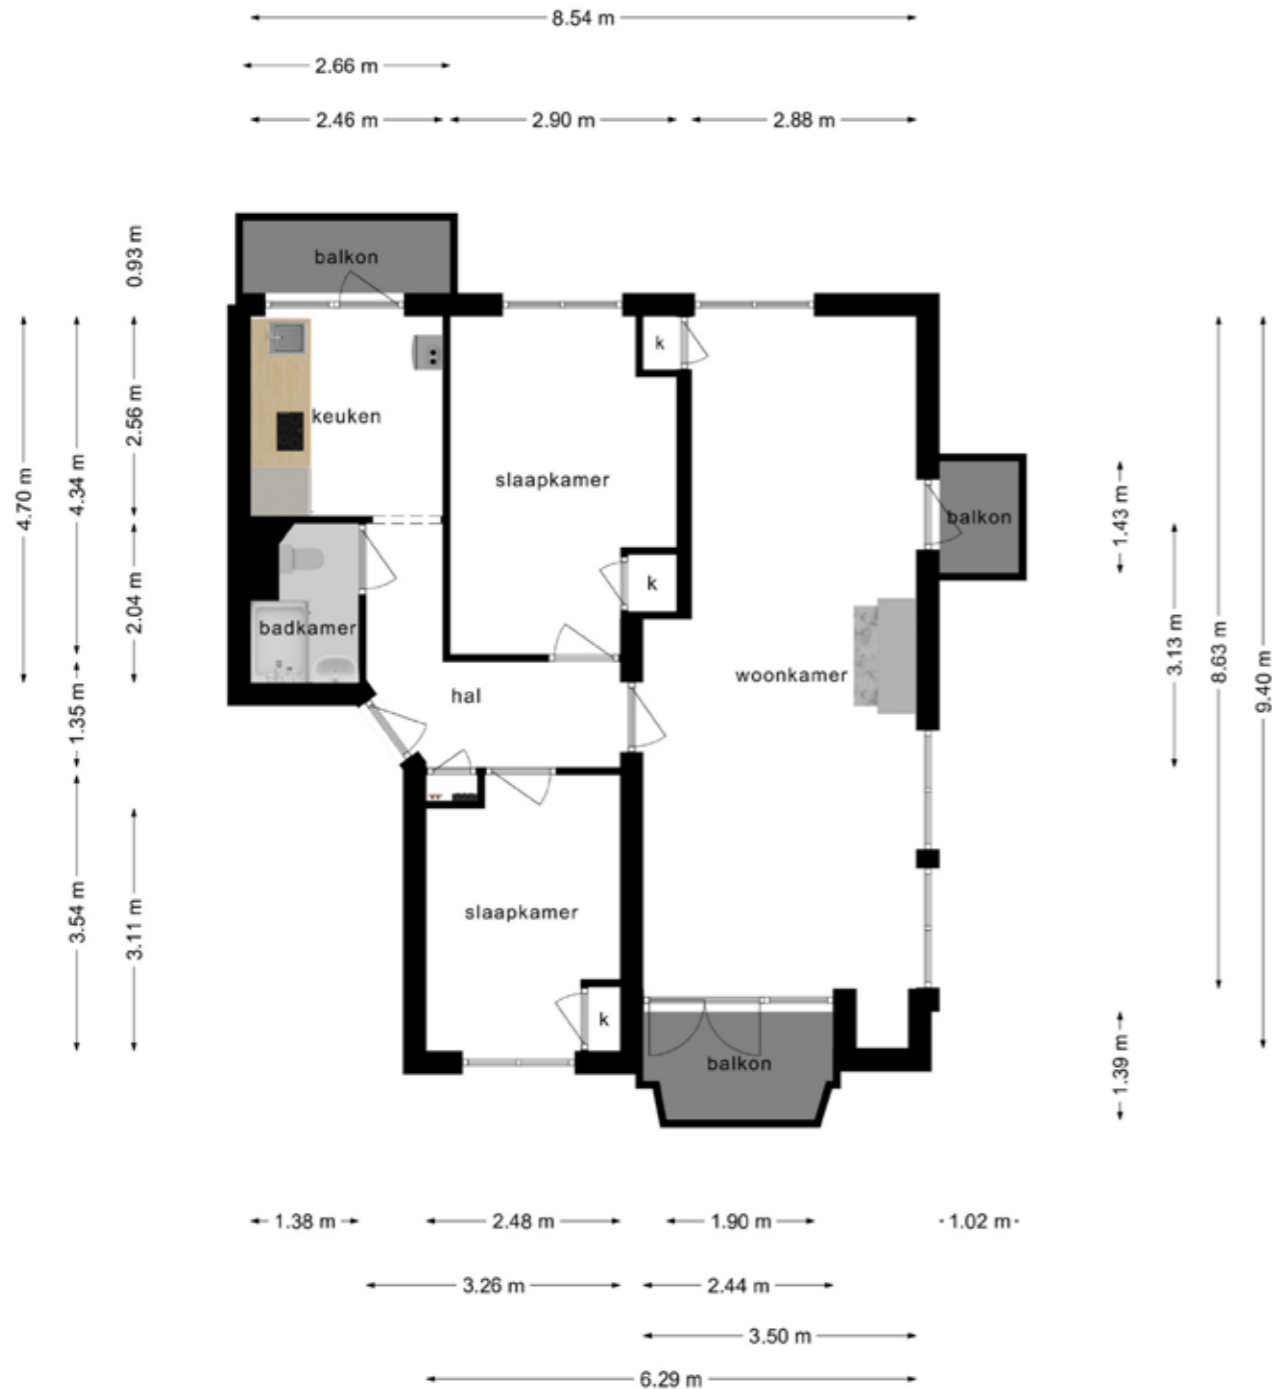 8.54 m
2.66 m
2.46 m
2.90 m
2.88 m
0.93 m
balkon
k
2.56 m
keuken
4.34 m
4.70 m
slaapkamer
balkon
1.43 m
k
2.04 m
badkamer
3.13 m
8.63 m
9.40 m
woonkamer
hal
1.35 m
slaapkamer
3.54 m
3.11 m
k
balkon
1.39 m
1.38 m
2.48 m
1.90 m
1.02 m
3.26 m
2.44 m
3.50 m
6.29 m